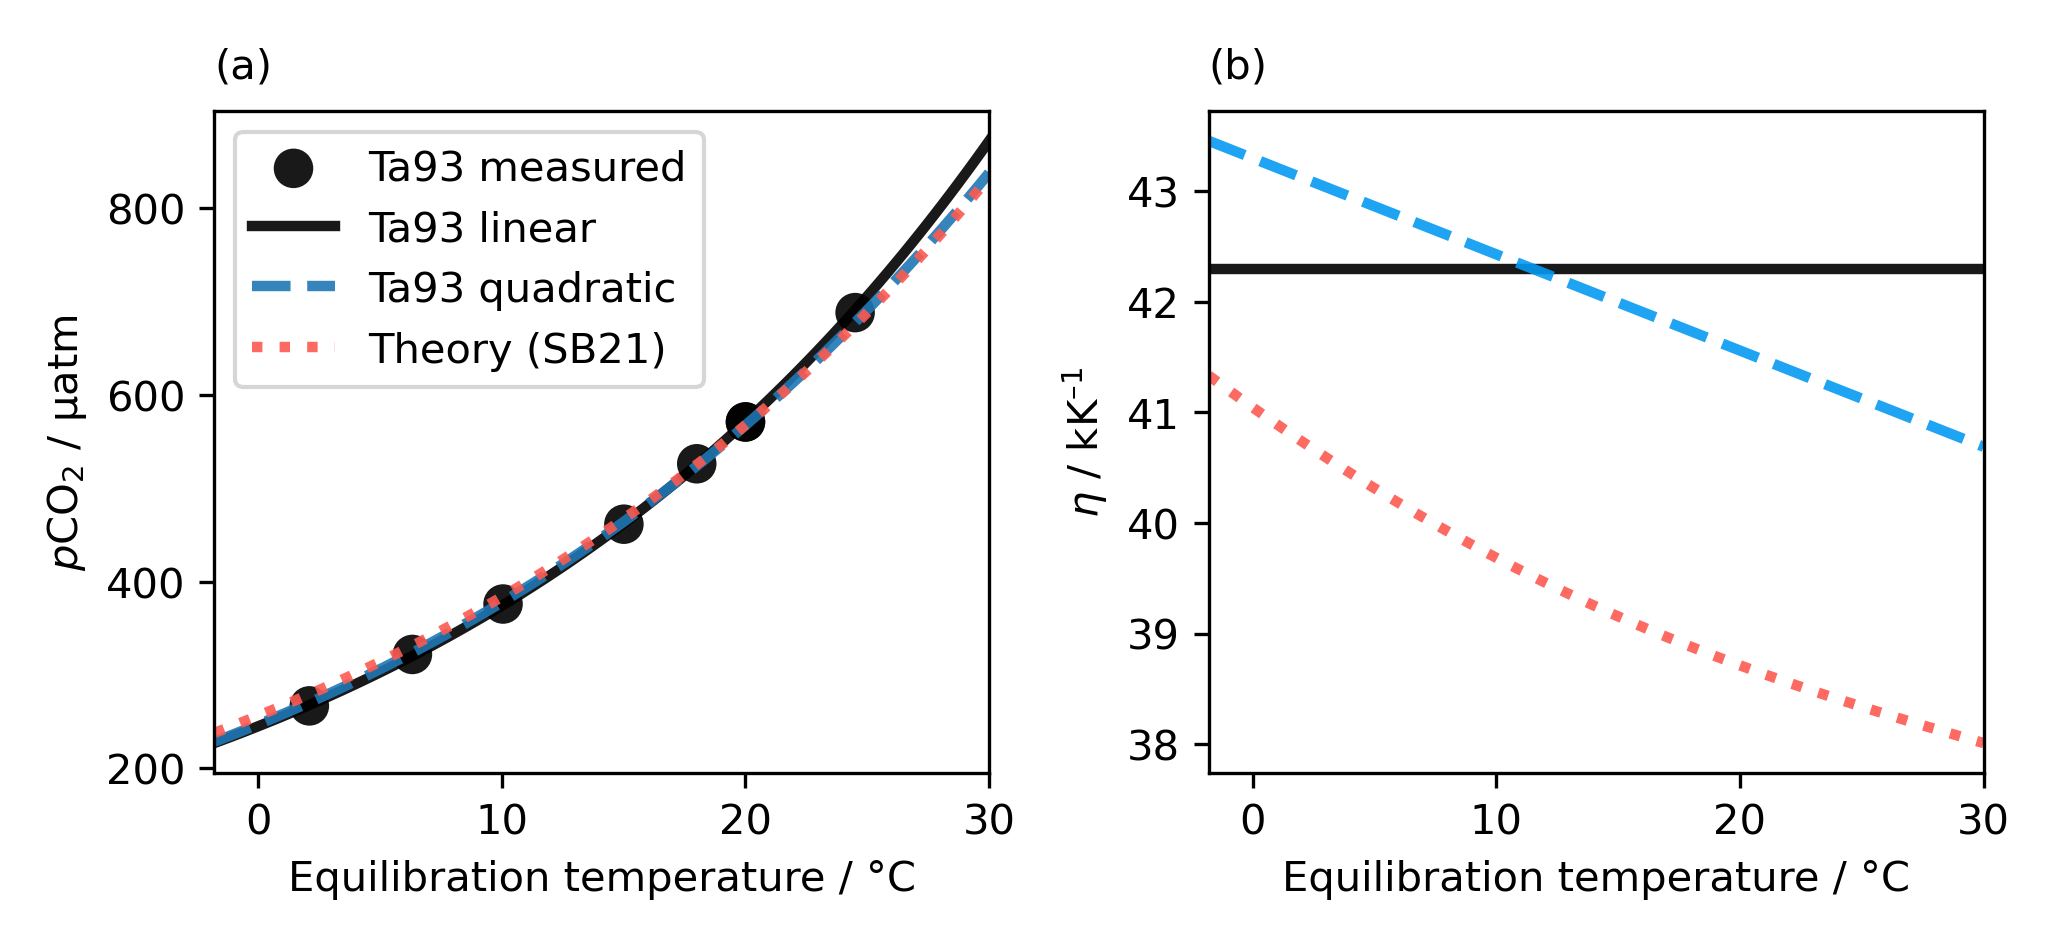 (a)
Ta93 measured
Ta93 linear
Ta93 quadratic
Theory (SB21)
800
600
400
200
pCO₂ / µatm
0 10 20 30
Equilibration temperature / °C
(b)
43
42
41
40
39
38
η / kK⁻¹
0 10 20 30
Equilibration temperature / °C